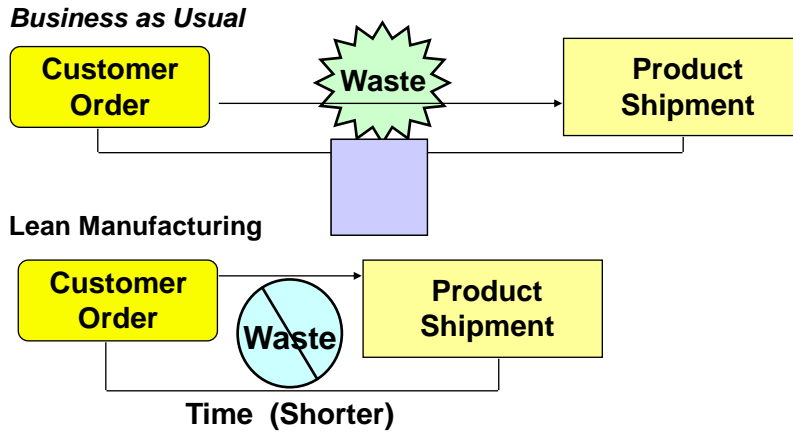 Business as Usual
Customer
Order
Waste
Product
Shipment
Lean Manufacturing
Customer
Order
Waste
Product
Shipment
Time (Shorter)